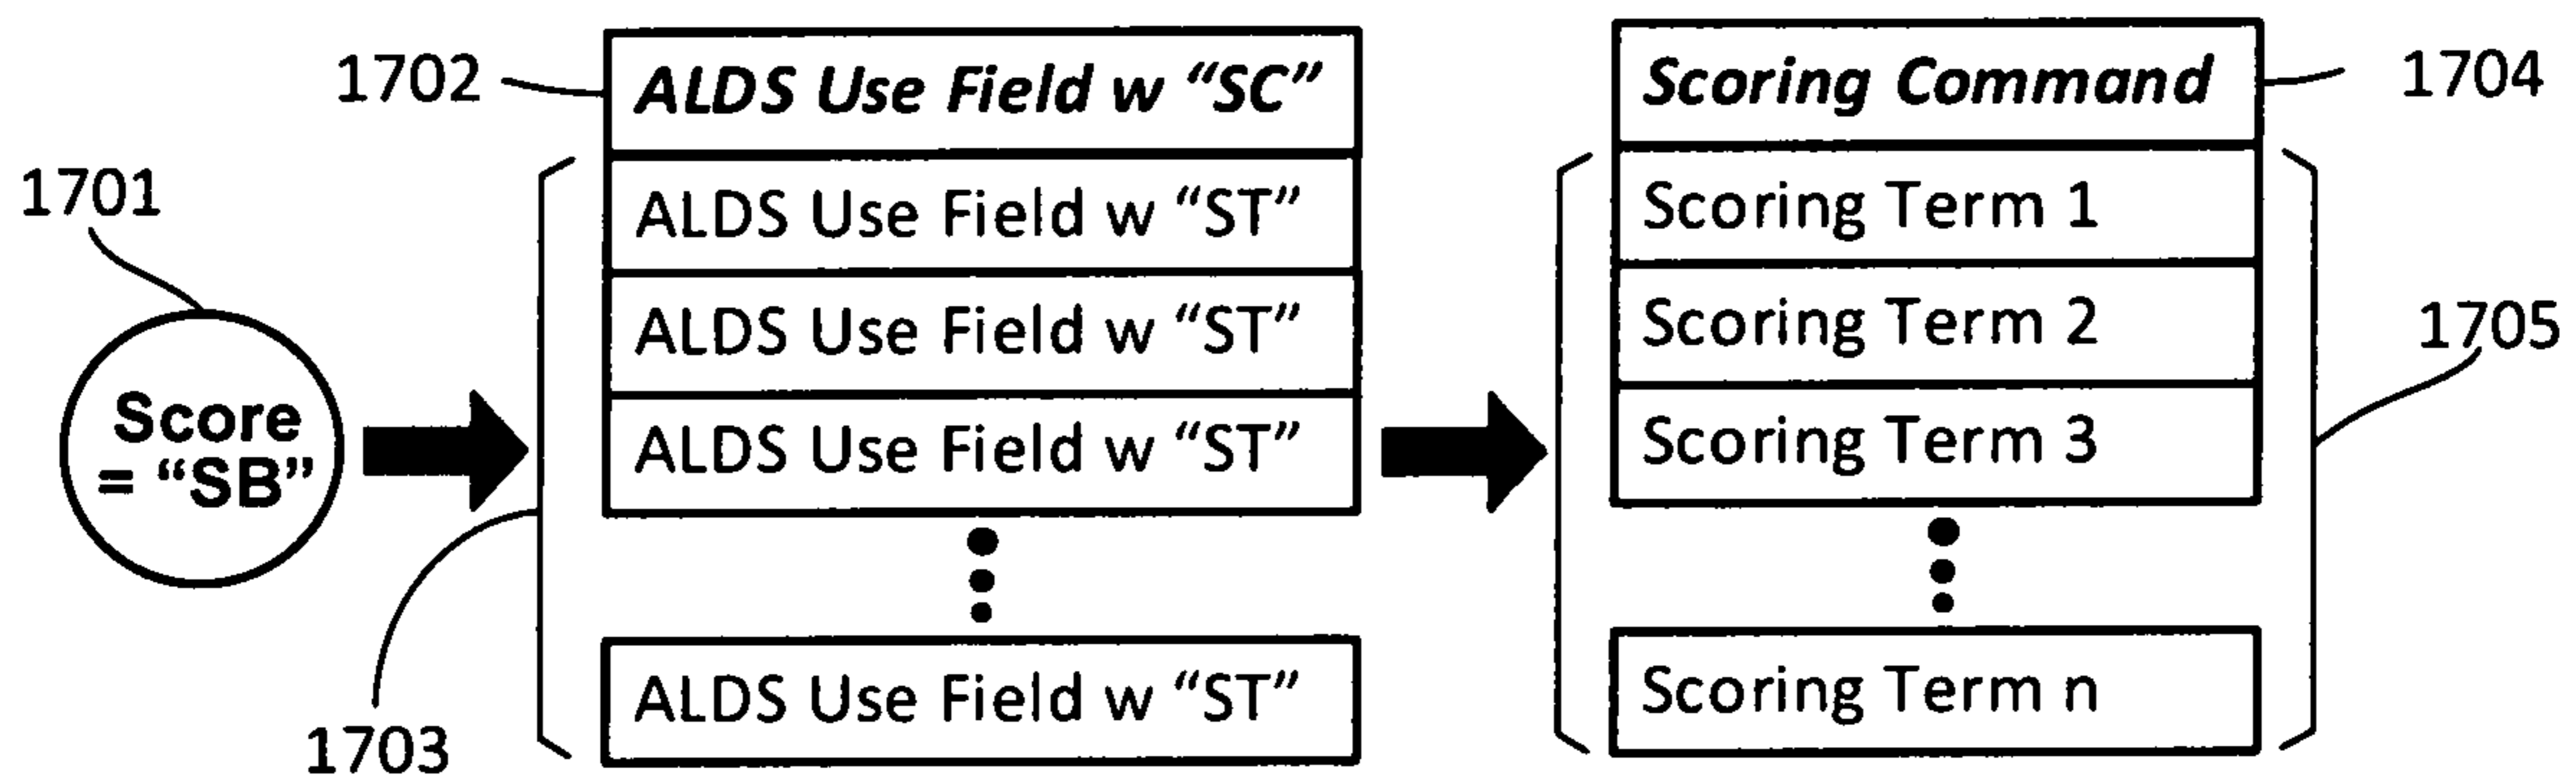 1702
ALDS Use Field w “SC”
Scoring Command
1704
1701
ALDS Use Field w “ST”
Scoring Term 1
ALDS Use Field w “ST”
Scoring Term 2
1705
Score
= “SB”
ALDS Use Field w “ST”
Scoring Term 3
ALDS Use Field w “ST”
Scoring Term n
1703